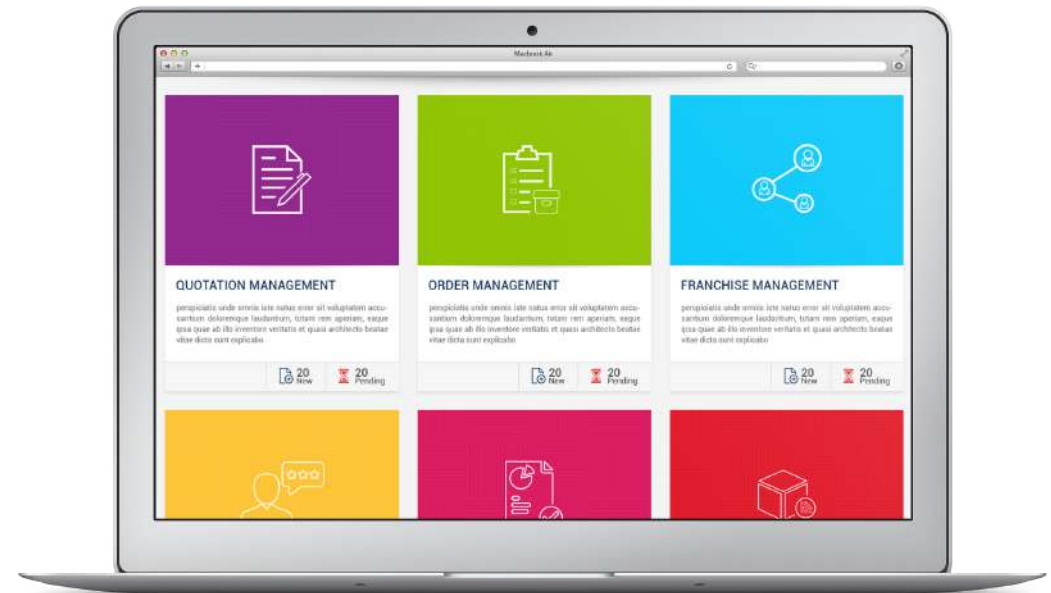 Macbook Air
QUOTATION MANAGEMENT
perspiciatis unde omnis iste natus error sit voluptatem accu-
santium doloremque laudantium, totam rem aperiam, eaque
ipsa quae ab illo inventore veritatis et quasi architecto beatae
vitae dicta sunt explicabo
20
New
20
Pending
ORDER MANAGEMENT
perspiciatis unde omnis iste natus error sit voluptatem accu-
santium doloremque laudantium, totam rem aperiam, eaque
ipsa quae ab illo inventore veritatis et quasi architecto beatae
vitae dicta sunt explicabo
20
New
20
Pending
FRANCHISE MANAGEMENT
perspiciatis unde omnis iste natus error sit voluptatem accu-
santium doloremque laudantium, totam rem aperiam, eaque
ipsa quae ab illo inventore veritatis et quasi architecto beatae
vitae dicta sunt explicabo
20
New
20
Pending